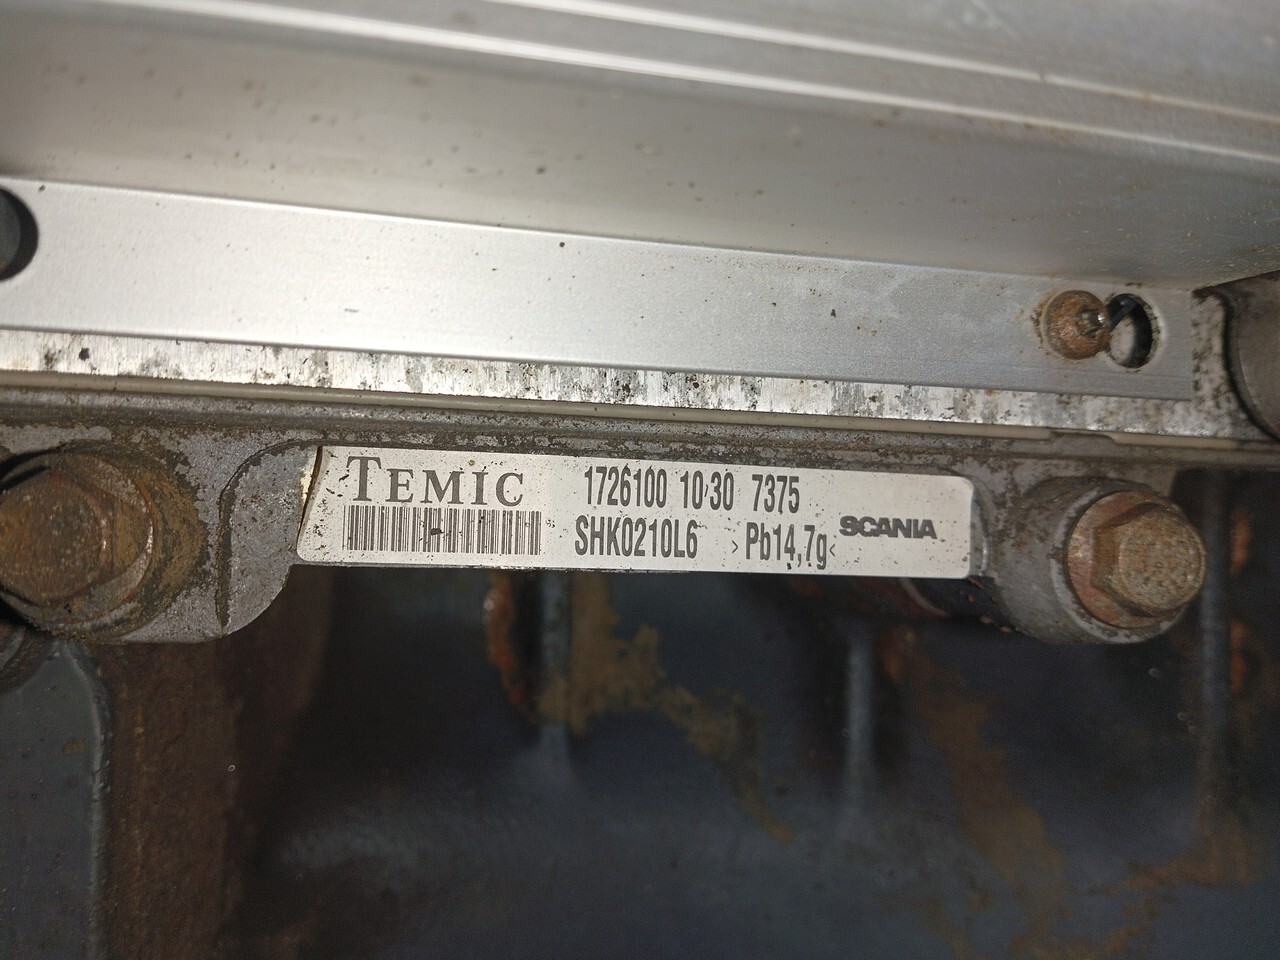 TEMIC 1726100 10-30 7375
SHK0210L6 >Pb14,7g< SCANIA